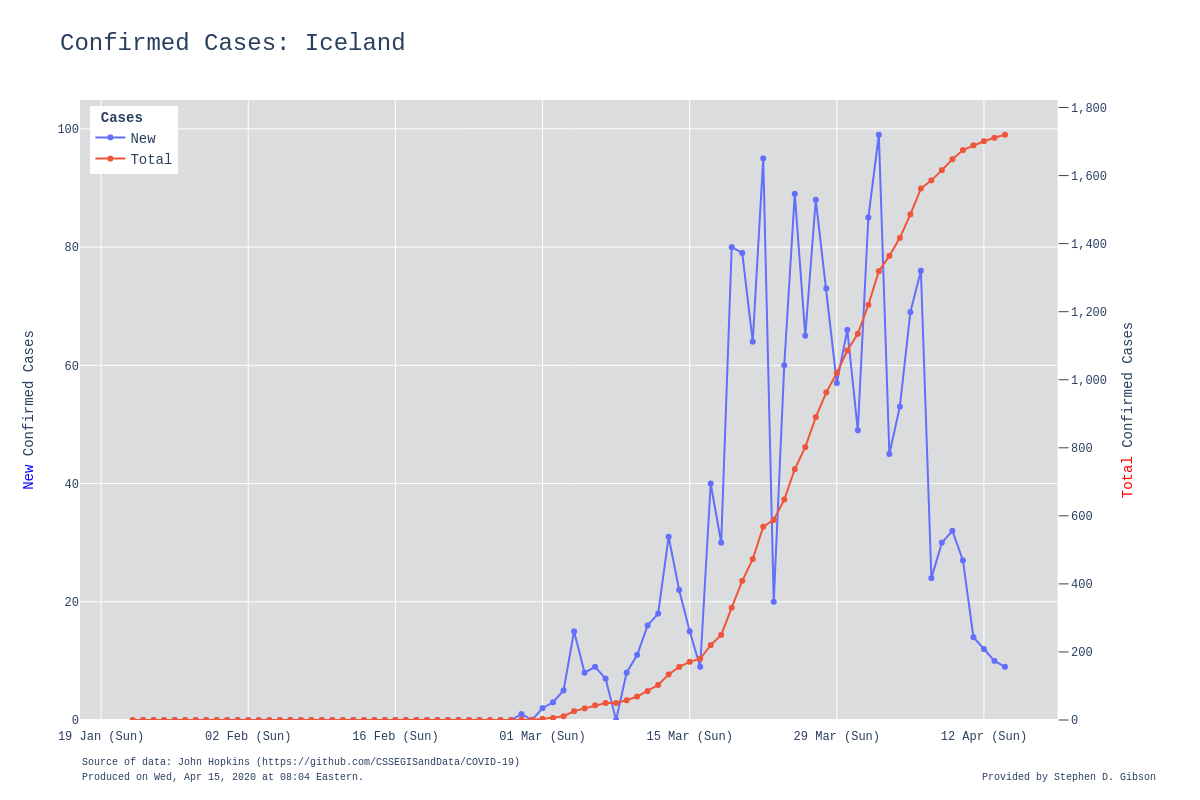 Confirmed Cases: Iceland
Cases
New
Total
100
80
60
40
20
0
1,800
1,600
1,400
1,200
1,000
800
600
400
200
0
New Confirmed Cases
Total Confirmed Cases
19 Jan (Sun) 02 Feb (Sun) 16 Feb (Sun) 01 Mar (Sun) 15 Mar (Sun) 29 Mar (Sun) 12 Apr (Sun)
Source of data: John Hopkins (https://github.com/CSSEGISandData/COVID-19)
Produced on Wed, Apr 15, 2020 at 08:04 Eastern.
Provided by Stephen D. Gibson